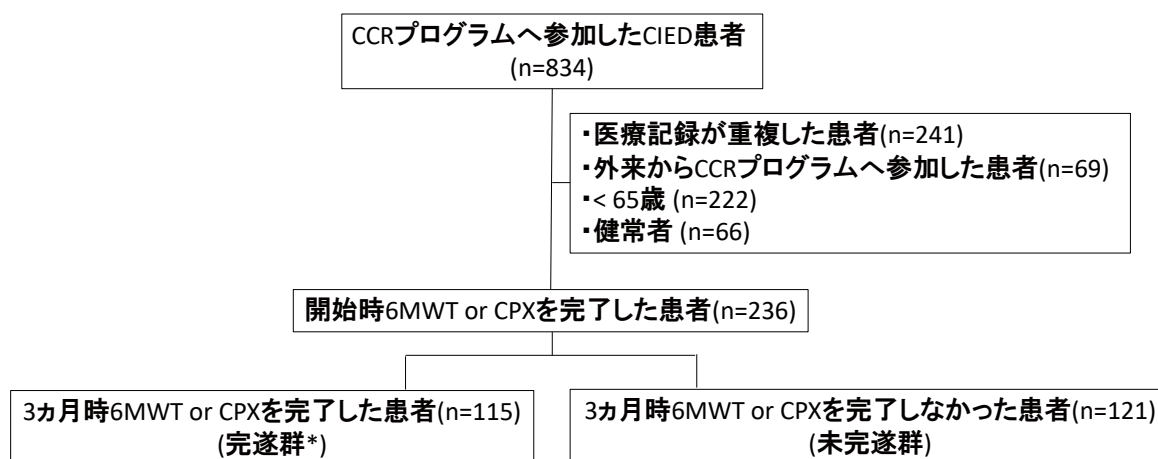 CCRプログラムへ参加したCIED患者
(n=834)
・医療記録が重複した患者(n=241)
・外来からCCRプログラムへ参加した患者(n=69)
・< 65歳 (n=222)
・健常者 (n=66)
開始時6MWT or CPXを完了した患者(n=236)
3ヵ月時6MWT or CPXを完了した患者(n=115)
(完遂群*)
3ヵ月時6MWT or CPXを完了しなかった患者(n=121)
(未完遂群)